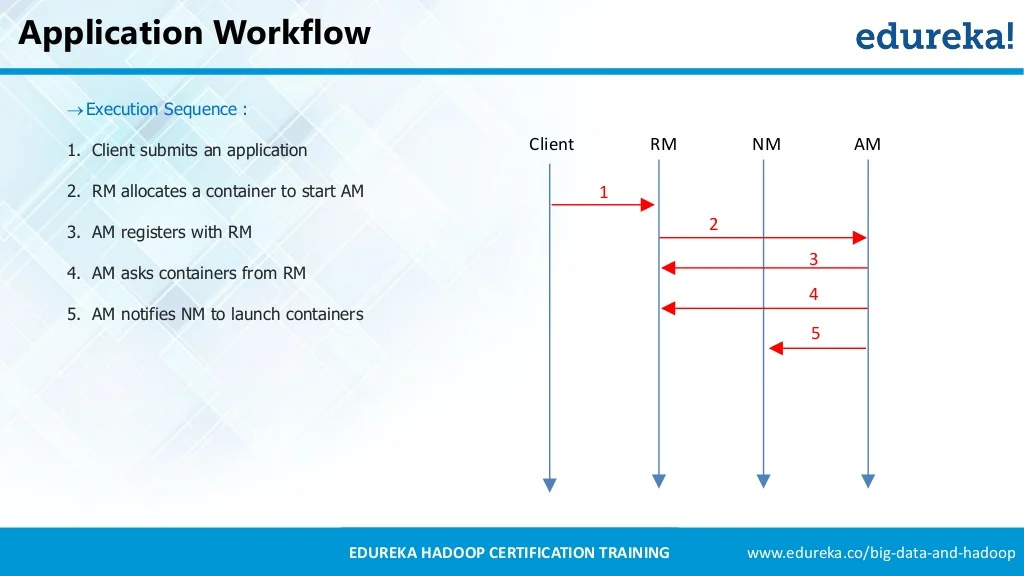 Application Workflow
edureka!
→Execution Sequence :
1. Client submits an application
2. RM allocates a container to start AM
3. AM registers with RM
4. AM asks containers from RM
5. AM notifies NM to launch containers
Client RM NM AM
1
2
3
4
5
EDUREKA HADOOP CERTIFICATION TRAINING
www.edureka.co/big-data-and-hadoop